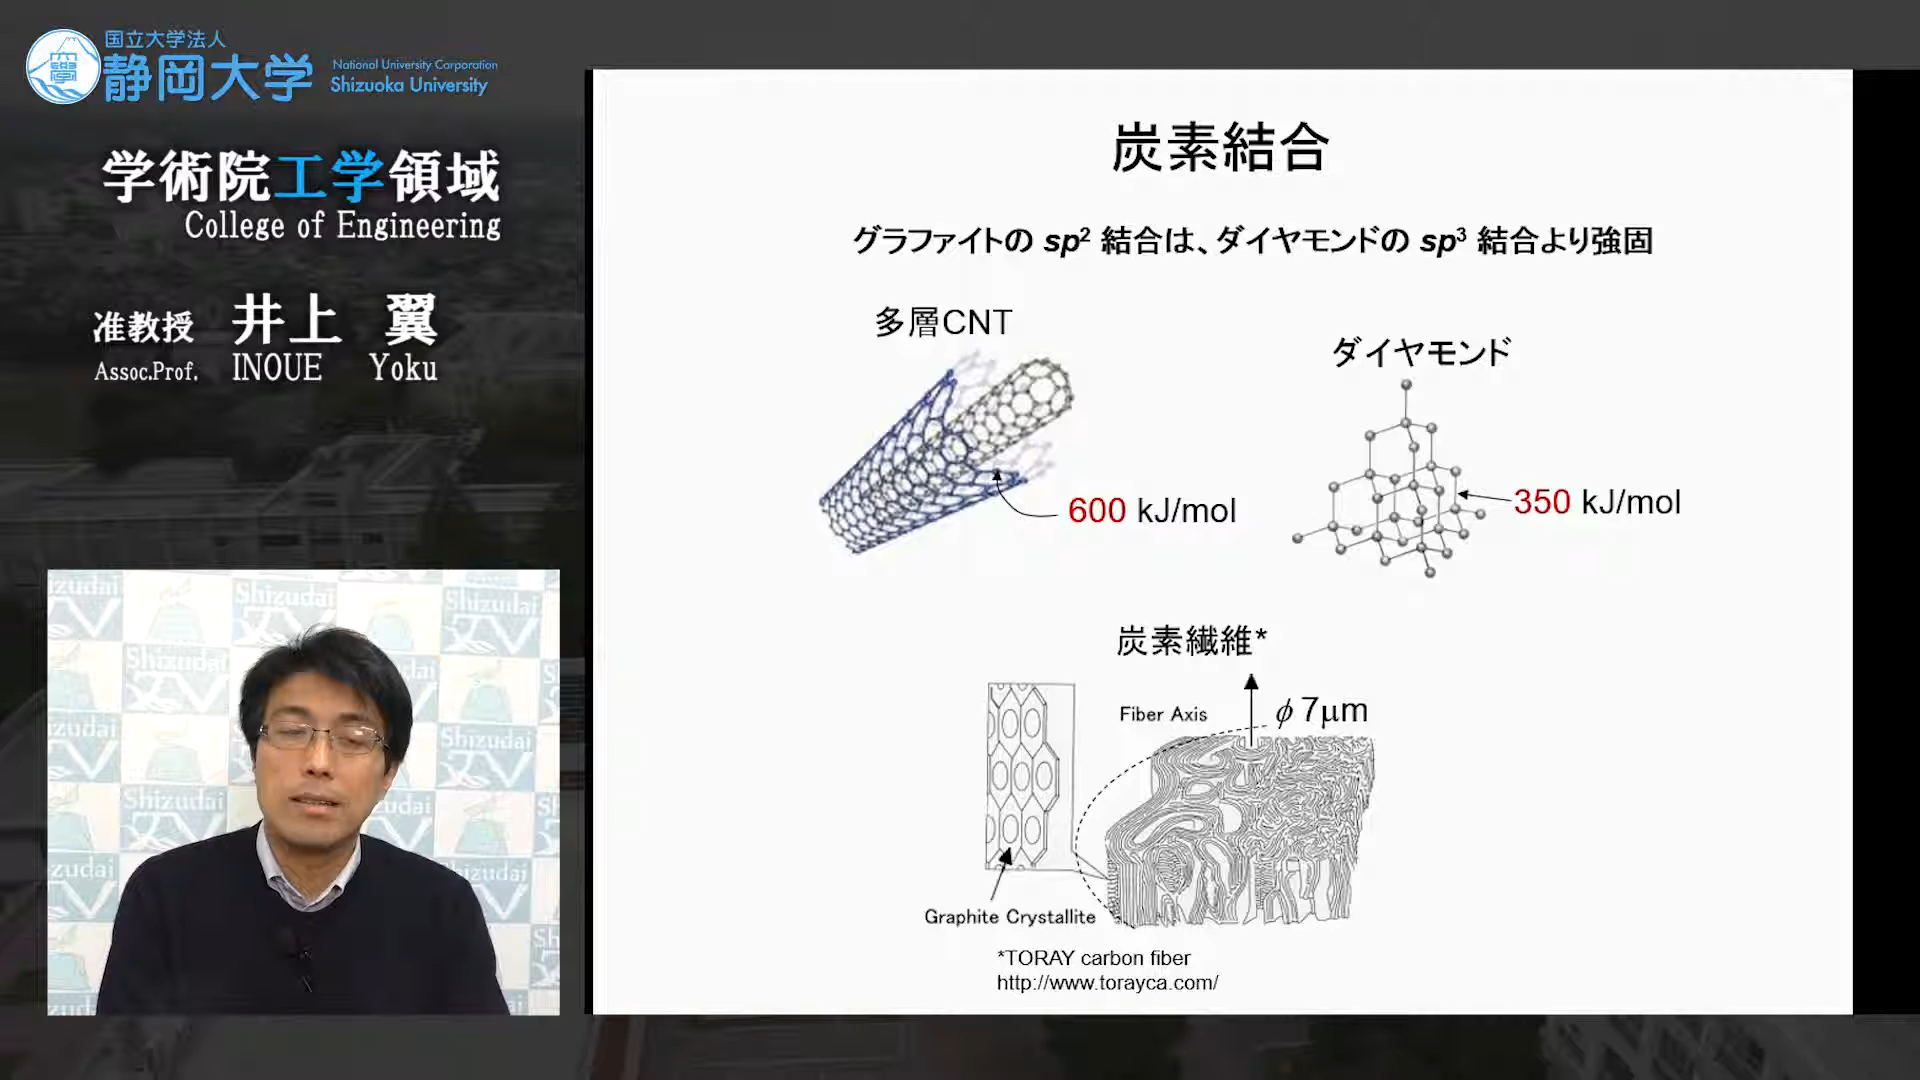 国立大学法人
静岡大学
National University Corporation
Shizuoka University
学術院工学領域
College of Engineering
准教授 井上 翼
Assoc.Prof. INOUE Yoku
炭素結合
グラファイトの sp² 結合は、ダイヤモンドの sp³ 結合より強固
多層CNT
ダイヤモンド
600 kJ/mol
350 kJ/mol
炭素繊維*
Fiber Axis
ϕ 7μm
Graphite Crystallite
*TORAY carbon fiber
http://www.torayca.com/
Shizudai
TV